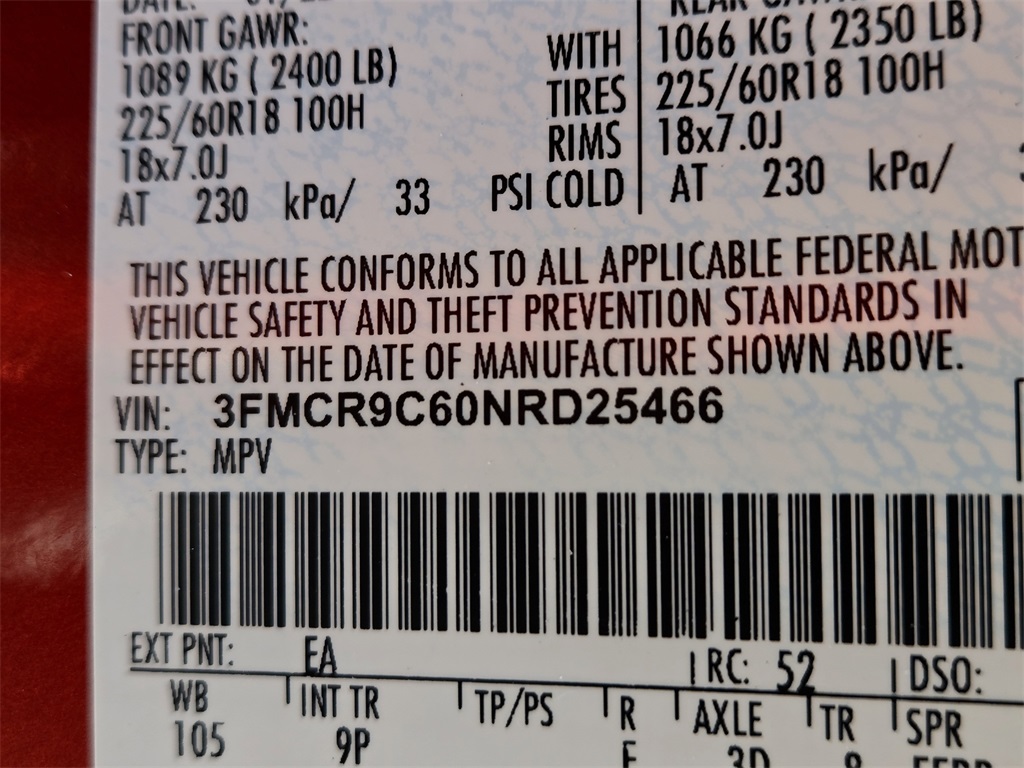 DATE:
FRONT GAWR:
1089 KG ( 2400 LB)
225/60R18 100H
18x7.0J
AT 230 kPa/ 33 PSI COLD
WITH
TIRES
RIMS
1066 KG ( 2350 LB)
225/60R18 100H
18x7.0J
AT 230 kPa/
THIS VEHICLE CONFORMS TO ALL APPLICABLE FEDERAL MOT
VEHICLE SAFETY AND THEFT PREVENTION STANDARDS IN
EFFECT ON THE DATE OF MANUFACTURE SHOWN ABOVE.
VIN: 3FMCR9C60NRD25466
TYPE: MPV
EXT PNT: EA RC: 52 DSO:
WB INT TR TP/PS R AXLE TR SPR
105 9P